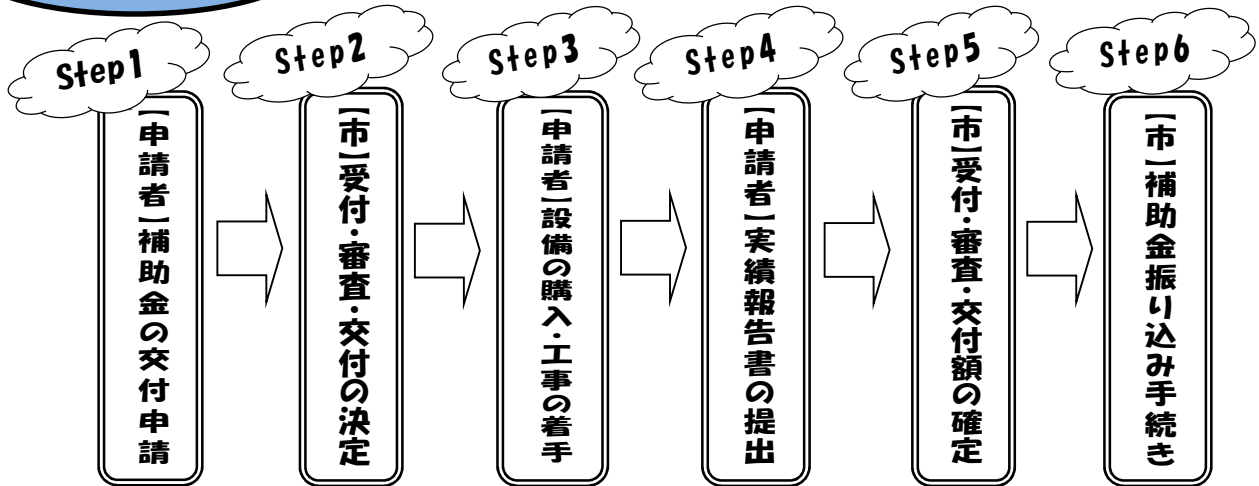 Step1
【申請者】補助金の交付申請
Step2
【市】受付・審査・交付の決定
Step3
【申請者】設備の購入・工事の着手
Step4
【申請者】実績報告書の提出
Step5
【市】受付・審査・交付額の確定
Step6
【市】補助金振り込み手続き